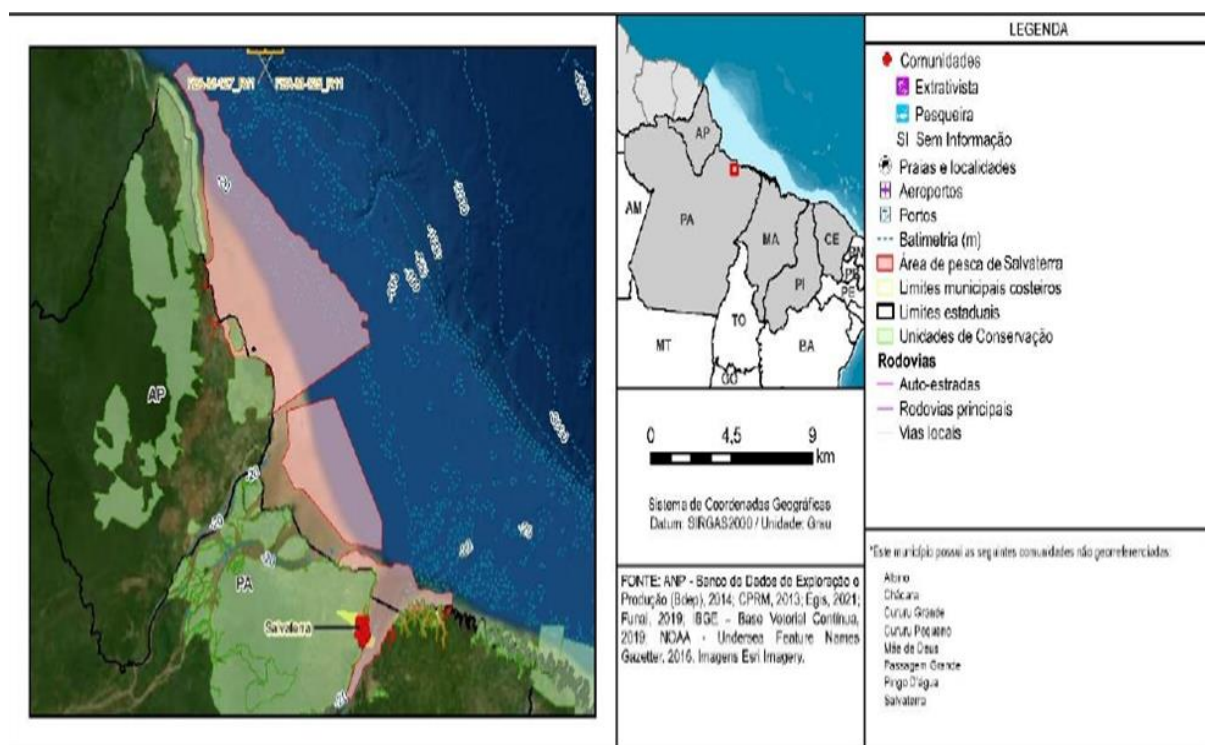 AP
PA
Salvaterra
-20
-20
-20
AP
AM
PA
MA
CE
PI
PE
TO
MT
BA
GO
0 4,5 9
km
Sistema de Coordenadas Geográficas
Datum: SIRGAS2000 / Unidade: Grau
FONTE: ANP - Banco de Dados de Exploração e
Produção (Bdep), 2014; CPRM, 2013; Egis, 2021;
Funai, 2019; IBGE - Base Vetorial Contínua,
2019; NOAA - Undersea Feature Names
Gazetter, 2016. Imagens Esri Imagery.
LEGENDA
Comunidades
Extrativista
Pesqueira
SI Sem Informação
Praias e localidades
Aeroportos
Portos
Batimetria (m)
Área de pesca de Salvaterra
Limites municipais costeiros
Limites estaduais
Unidades de Conservação
Rodovias
Auto-estradas
Rodovias principais
Vias locais
*Este município possui as seguintes comunidades não georreferenciadas:
Albino
Chácara
Cururu Grande
Cururu Pequeno
Mãe de Deus
Passagem Grande
Pingo D'água
Salvaterra